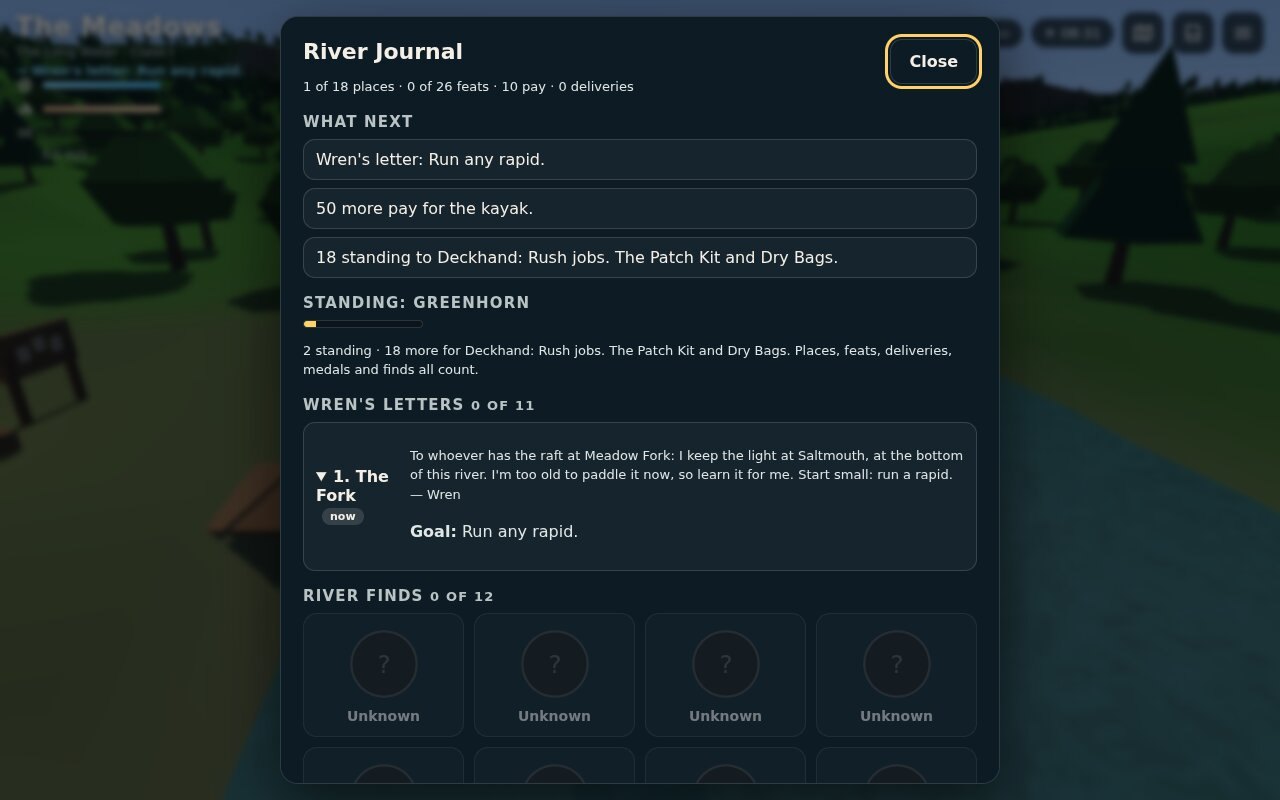 The Meadows
Wren's letter: Run any rapid.
River Journal
Close
1 of 18 places · 0 of 26 feats · 10 pay · 0 deliveries
WHAT NEXT
Wren's letter: Run any rapid.
50 more pay for the kayak.
18 standing to Deckhand: Rush jobs. The Patch Kit and Dry Bags.
STANDING: GREENHORN
2 standing · 18 more for Deckhand: Rush jobs. The Patch Kit and Dry Bags. Places, feats, deliveries,
medals and finds all count.
WREN'S LETTERS 0 OF 11
▼ 1. The
Fork
now
To whoever has the raft at Meadow Fork: I keep the light at Saltmouth, at the bottom
of this river. I'm too old to paddle it now, so learn it for me. Start small: run a rapid.
— Wren
Goal: Run any rapid.
RIVER FINDS 0 OF 12
? ? ? ?
Unknown Unknown Unknown Unknown